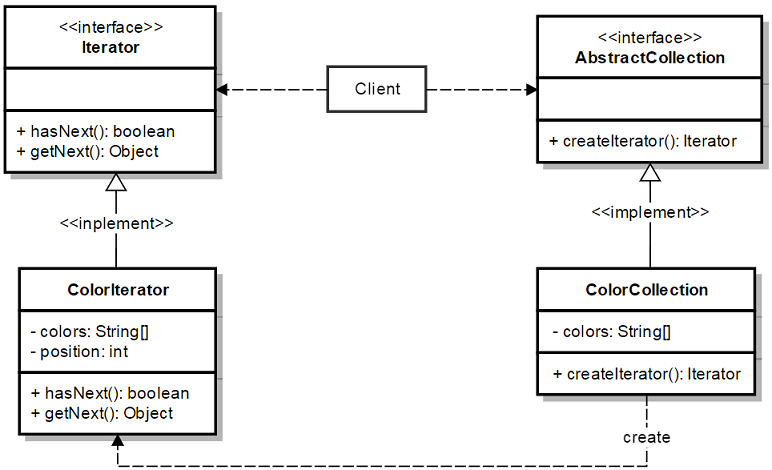 <<interface>>
Iterator
+ hasNext(): boolean
+ getNext(): Object
Client
<<interface>>
AbstractCollection
+ createIterator(): Iterator
<<inplement>>
<<implement>>
ColorIterator
- colors: String[]
- position: int
+ hasNext(): boolean
+ getNext(): Object
ColorCollection
- colors: String[]
+ createIterator(): Iterator
create